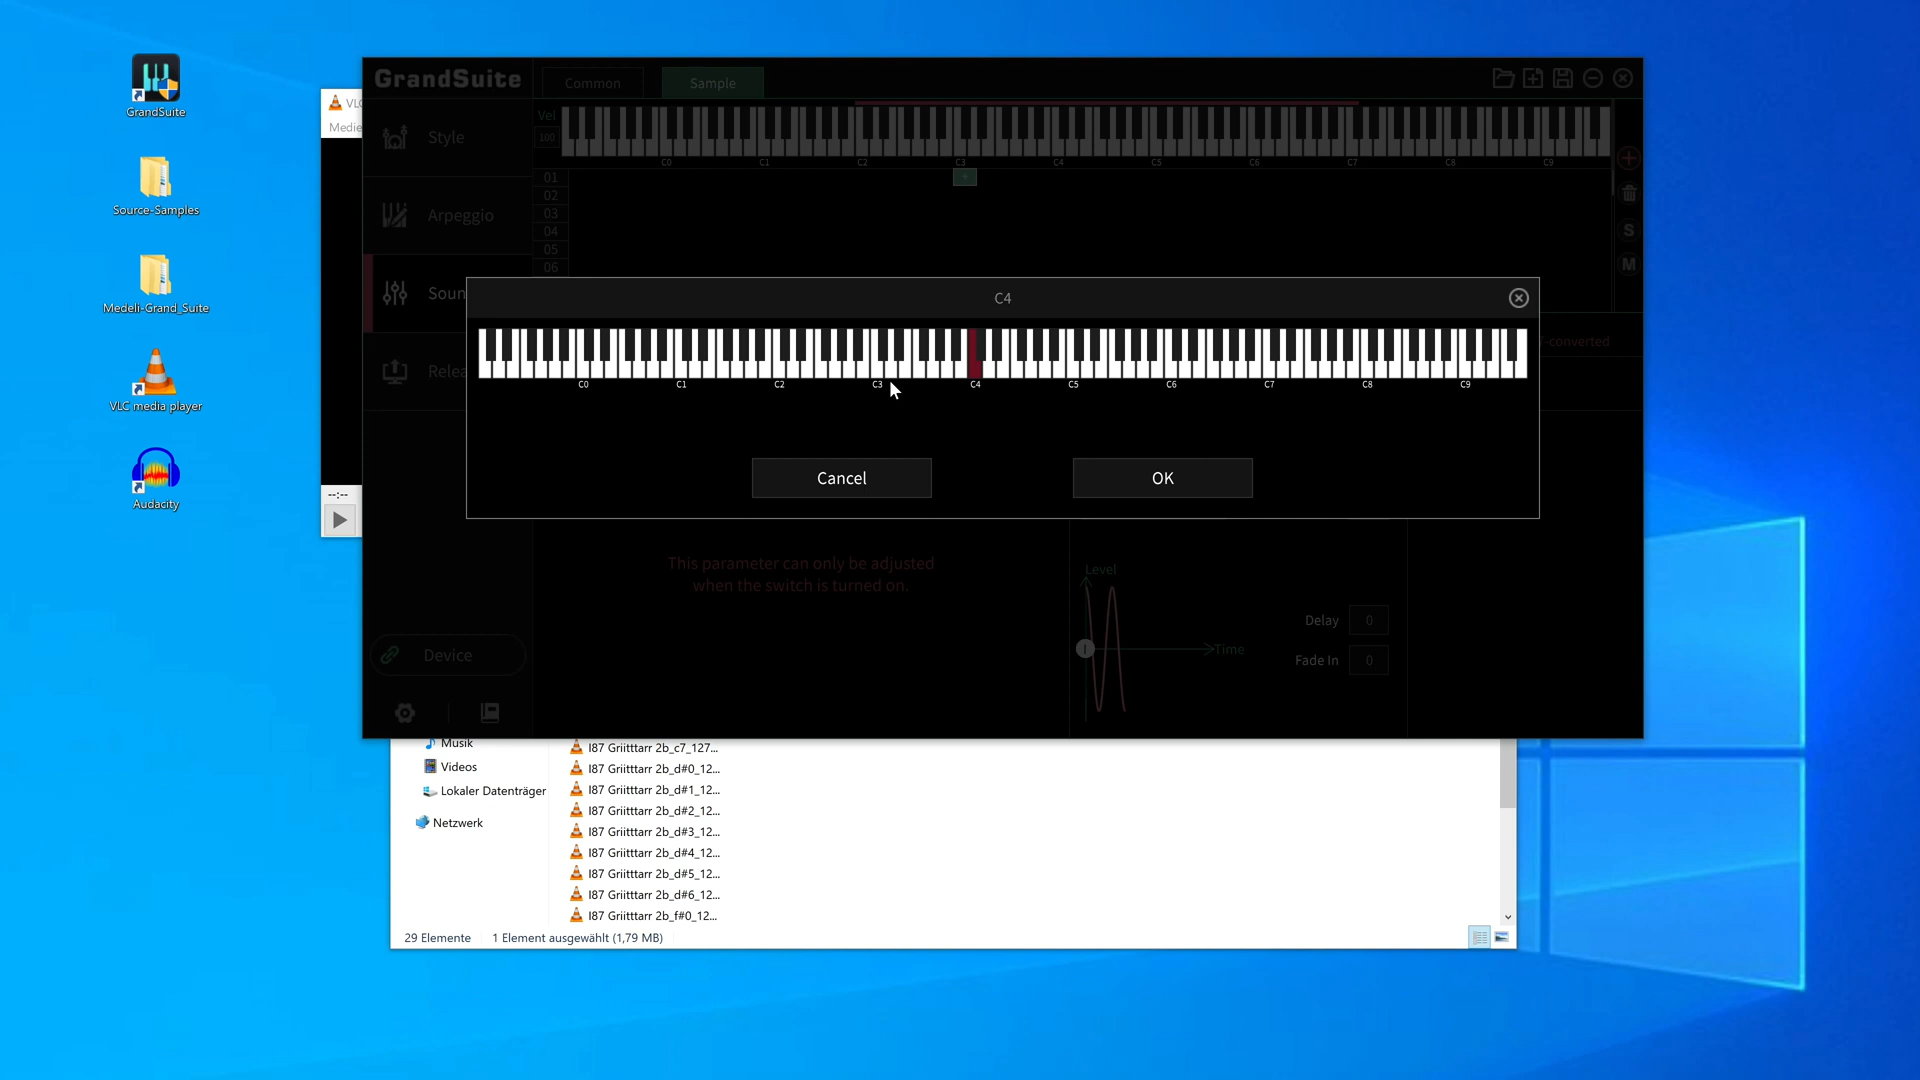 GrandSuite
Source-Samples
Medeli-Grand_Suite
VLC media player
Audacity
Medie
--:--
GrandSuite
Common
Sample
Style
Arpeggio
Soun
Relea
Device
Vel
100
C0 C1 C2 C3 C4 C5 C6 C7 C8 C9
+
01
02
03
04
05
06
S
M
C4
C0 C1 C2 C3 C4 C5 C6 C7 C8 C9
Cancel
OK
-converted
This parameter can only be adjusted
when the switch is turned on.
Level
Time
Delay 0
Fade In 0
Musik
Videos
Lokaler Datenträger
Netzwerk
I87 Griitttarr 2b_c7_127...
I87 Griitttarr 2b_d#0_12...
I87 Griitttarr 2b_d#1_12...
I87 Griitttarr 2b_d#2_12...
I87 Griitttarr 2b_d#3_12...
I87 Griitttarr 2b_d#4_12...
I87 Griitttarr 2b_d#5_12...
I87 Griitttarr 2b_d#6_12...
I87 Griitttarr 2b_f#0_12...
29 Elemente
1 Element ausgewählt (1,79 MB)